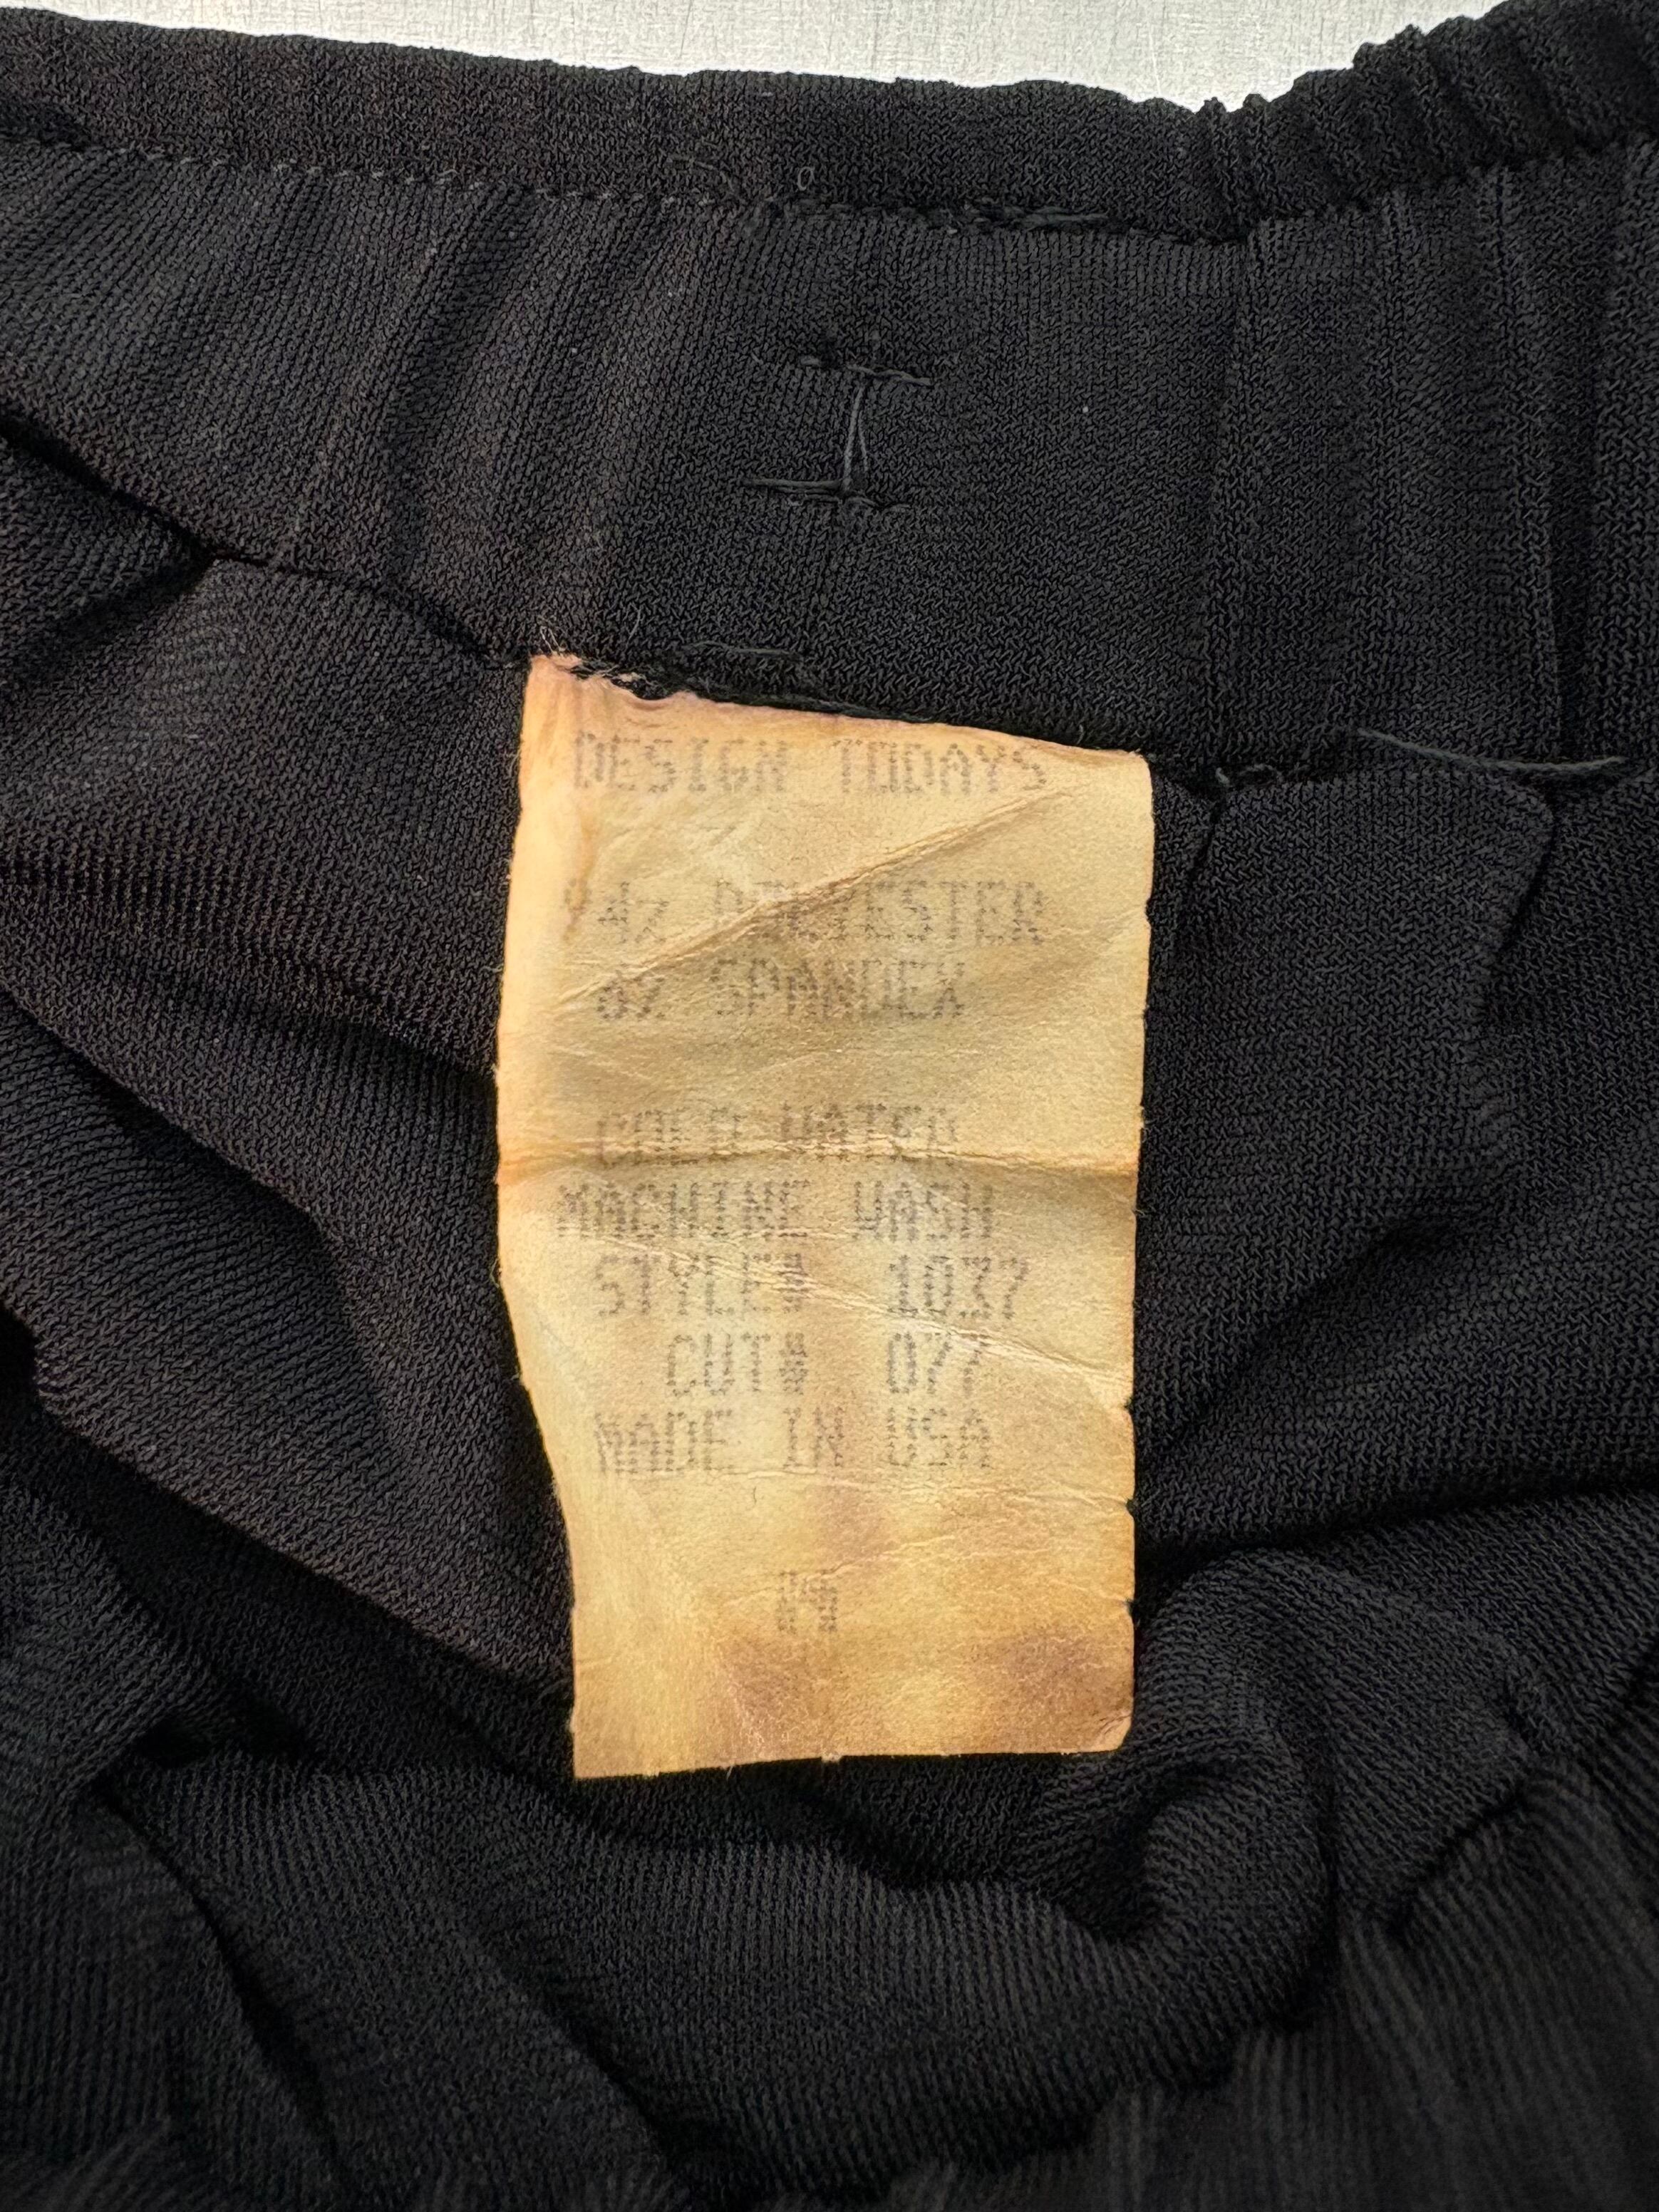 DESIGN TODAYS
94% POLYESTER
6% SPANDEX
COLD WATER
MACHINE WASH
STYLE# 1037
CUT# 077
MADE IN USA
M